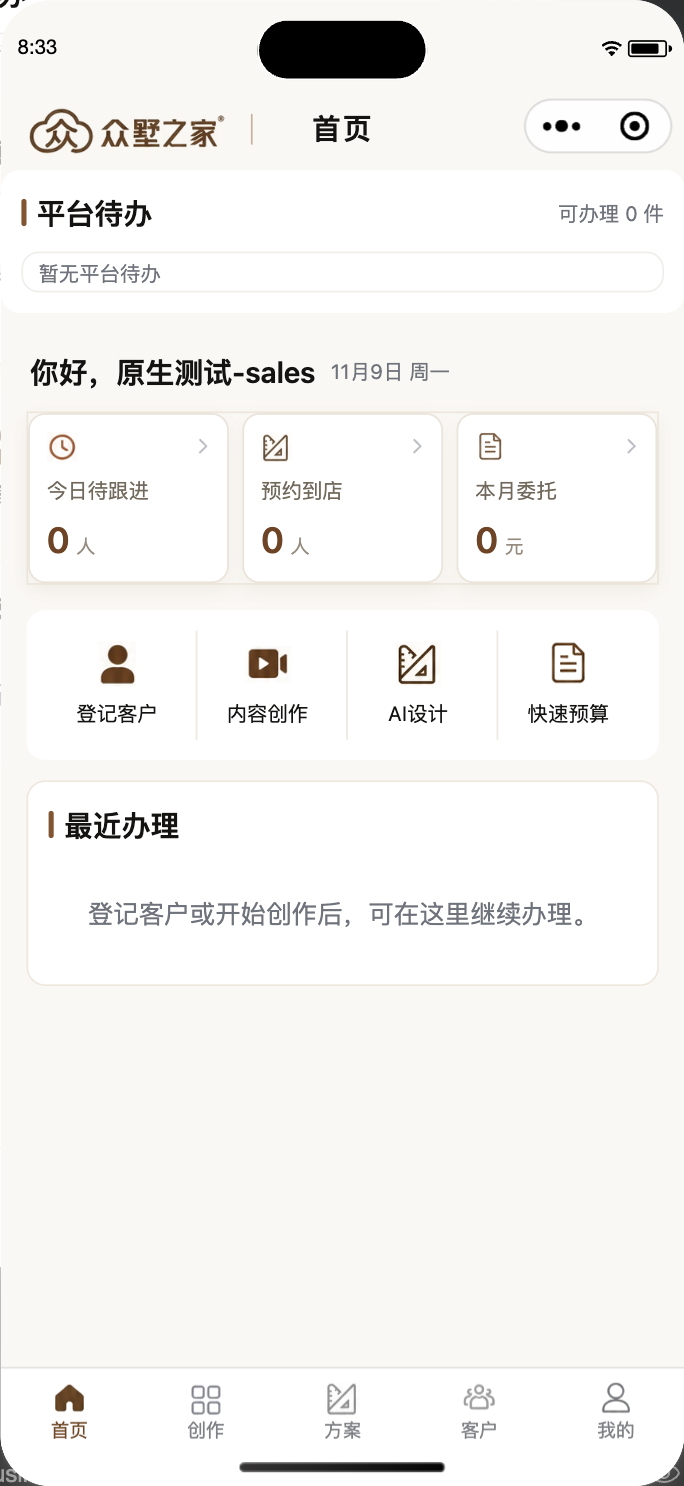 8:33
众墅之家®
首页
平台待办
可办理 0 件
暂无平台待办
你好，原生测试-sales
11月9日 周一
今日待跟进
0 人
预约到店
0 人
本月委托
0 元
登记客户
内容创作
AI设计
快速预算
最近办理
登记客户或开始创作后，可在这里继续办理。
首页
创作
方案
客户
我的